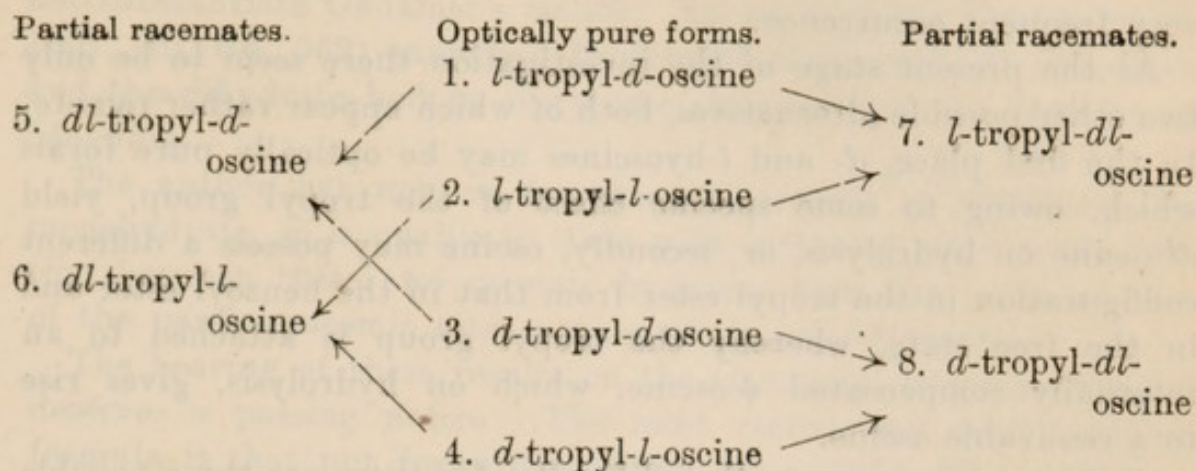 Partial racemates.
Optically pure forms.
Partial racemates.
1. l-tropyl-d-oscine
5. dl-tropyl-d-
oscine
7. l-tropyl-dl-
oscine
2. l-tropyl-l-oscine
6. dl-tropyl-l-
oscine
3. d-tropyl-d-oscine
8. d-tropyl-dl-
oscine
4. d-tropyl-l-oscine